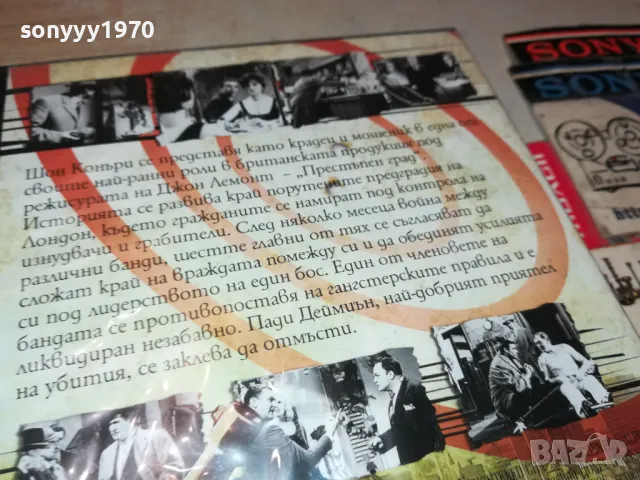 sonyyy1970
SONY
SON
Шон Конъри се представи като крадец и мошеник в една от
своите най-ранни роли в британската продукция под
режисурата на Джон Лемонт - „Престъпен град".
Историята се развива край порутените предградия на
Лондон, където гражданите се намират под контрола на
изнудвачи и грабители. След няколко месеца война между
различни банди, шестте главни от тях се съгласяват да
сложат край на враждата помежду си и да обединят усилията
си под лидерството на един бос. Един от членовете на
бандата се противопоставя на гангстерските правила и е
ликвидиран незабавно. Пади Деймиън, най-добрият приятел
на убития, се заклева да отмъсти.
BAZAR